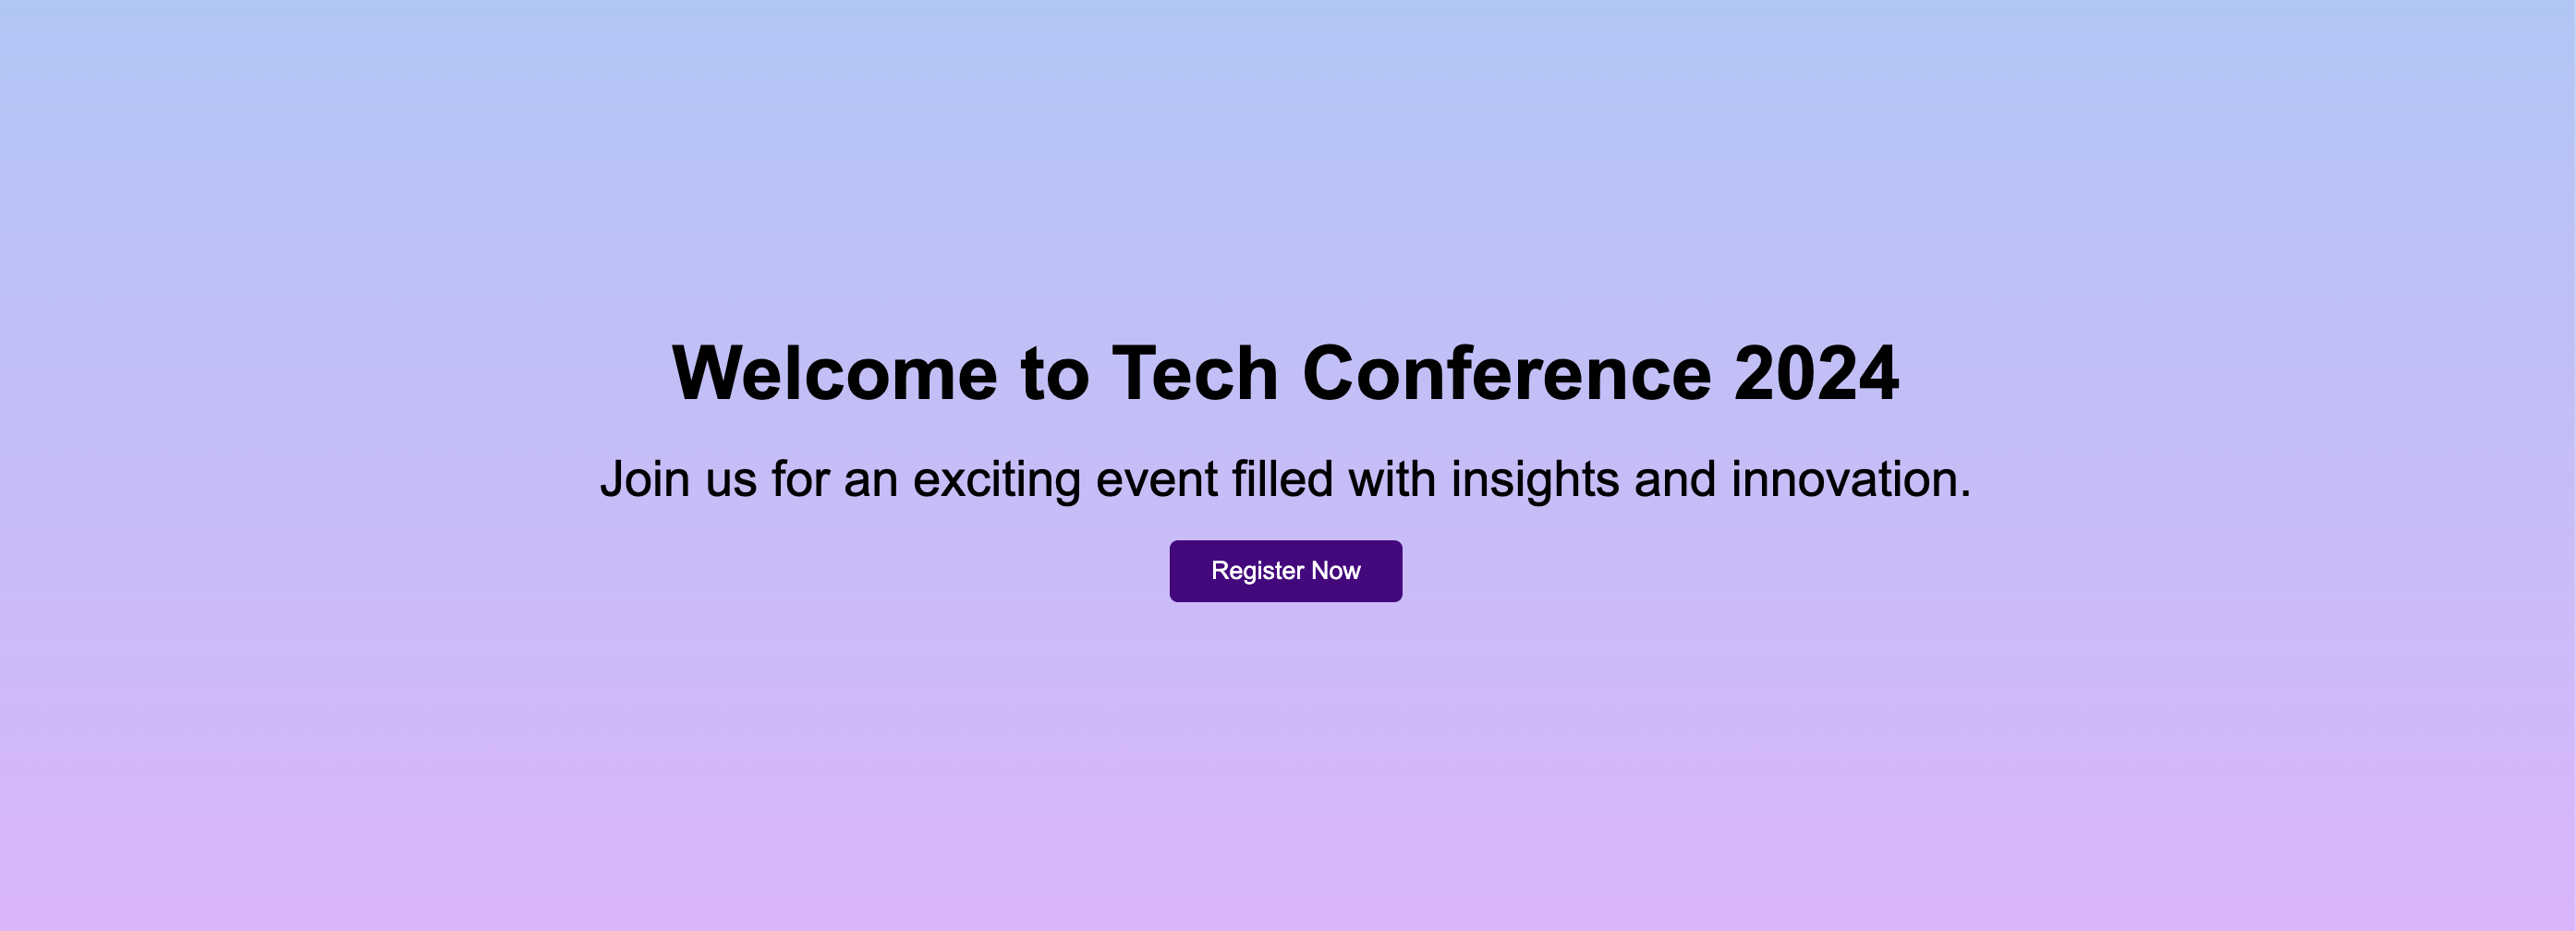 Welcome to Tech Conference 2024
Join us for an exciting event filled with insights and innovation.
Register Now